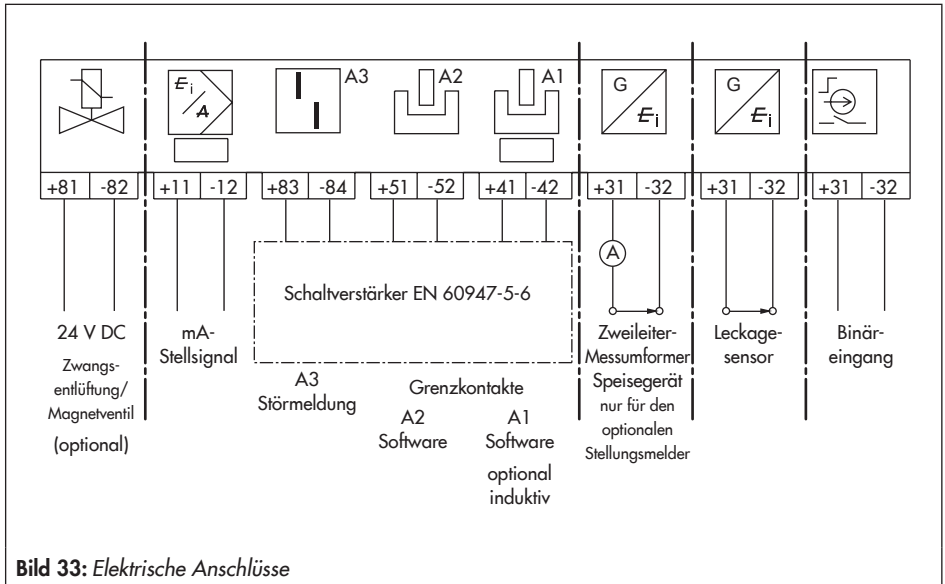 A3 A2 A1
E i / A G E i G E i
+81 -82 +11 -12 +83 -84 +51 -52 +41 -42 +31 -32 +31 -32 +31 -32
A
Schaltverstärker EN 60947-5-6
24 V DC
Zwangs-
entlüftung/
Magnetventil
(optional)
mA-
Stellsignal
A3
Störmeldung
Grenzkontakte
A2
Software
A1
Software
optional
induktiv
Zweileiter-
Messumformer
Speisegerät
nur für den
optionalen
Stellungsmelder
Leckage-
sensor
Binär-
eingang
Bild 33: Elektrische Anschlüsse